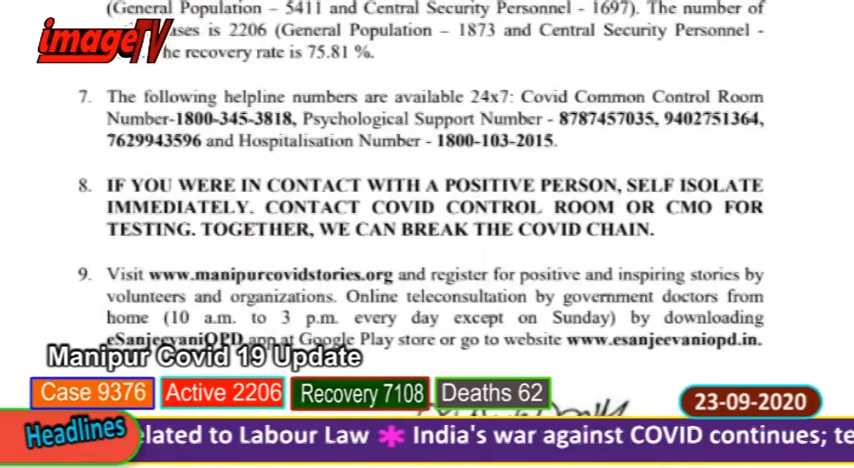 (General Population – 5411 and Central Security Personnel - 1697). The number of
imageTV
ases is 2206 (General Population – 1873 and Central Security Personnel -
he recovery rate is 75.81 %.
7. The following helpline numbers are available 24x7: Covid Common Control Room
Number-1800-345-3818, Psychological Support Number - 8787457035, 9402751364,
7629943596 and Hospitalisation Number - 1800-103-2015.
8. IF YOU WERE IN CONTACT WITH A POSITIVE PERSON, SELF ISOLATE
IMMEDIATELY. CONTACT COVID CONTROL ROOM OR CMO FOR
TESTING. TOGETHER, WE CAN BREAK THE COVID CHAIN.
9. Visit www.manipurcovidstories.org and register for positive and inspiring stories by
volunteers and organizations. Online teleconsultation by government doctors from
home (10 a.m. to 3 p.m. every day except on Sunday) by downloading
eSanjeevaniOPD app at Google Play store or go to website www.esanjeevaniopd.in.
Manipur Covid 19 Update
Case 9376 Active 2206 Recovery 7108 Deaths 62
23-09-2020
Headlines elated to Labour Law ✱ India's war against COVID continues; te